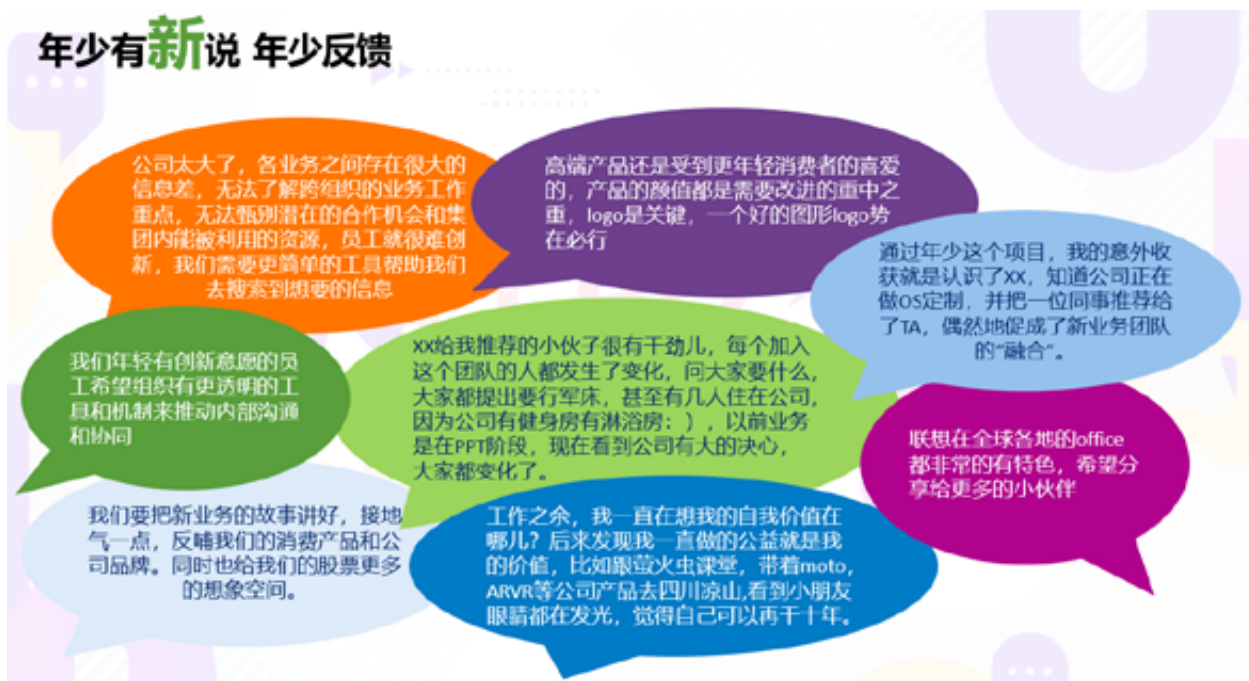 年少有新说 年少反馈
公司太大了，各业务之间存在很大的
信息差，无法了解跨组织的业务工作
重点，无法甄别潜在的合作机会和集
团内能被利用的资源，员工就很难创
新，我们需要更简单的工具帮助我们
去搜索到想要的信息
高端产品还是受到更年轻消费者的喜爱
的，产品的颜值都是需要改进的重中之
重，logo是关键，一个好的图形logo势
在必行
通过年少这个项目，我的意外收
获就是认识了XX，知道公司正在
做OS定制，并把一位同事推荐给
了TA，偶然地促成了新业务团队
的“融合”。
我们年轻有创新意愿的员
工希望组织有更透明的工
具和机制来推动内部沟通
和协同
XX给我推荐的小伙子很有干劲儿，每个加入
这个团队的人都发生了变化，问大家要什么，
大家都提出要行军床，甚至有几人住在公司，
因为公司有健身房有淋浴房：），以前业务
是在PPT阶段，现在看到公司有大的决心，
大家都变化了。
联想在全球各地的office
都非常的有特色，希望分
享给更多的小伙伴
我们要把新业务的故事讲好，接地
气一点，反哺我们的消费产品和公
司品牌。同时也给我们的股票更多
的想象空间。
工作之余，我一直在想我的自我价值在
哪儿？后来发现我一直做的公益就是我
的价值，比如跟萤火虫课堂，带着moto，
ARVR等公司产品去四川凉山,看到小朋友
眼睛都在发光，觉得自己可以再干十年。